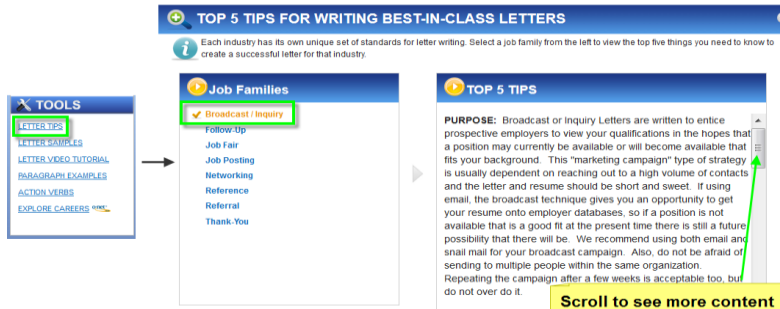 TOP 5 TIPS FOR WRITING BEST-IN-CLASS LETTERS
Each industry has its own unique set of standards for letter writing. Select a job family from the left to view the top five things you need to know to
create a successful letter for that industry.
TOOLS
LETTER TIPS
LETTER SAMPLES
LETTER VIDEO TUTORIAL
PARAGRAPH EXAMPLES
ACTION VERBS
EXPLORE CAREERS
Job Families
Broadcast / Inquiry
Follow-Up
Job Fair
Job Posting
Networking
Reference
Referral
Thank-You
TOP 5 TIPS
PURPOSE: Broadcast or Inquiry Letters are written to entice
prospective employers to view your qualifications in the hopes that
a position may currently be available or will become available that
fits your background. This "marketing campaign" type of strategy
is usually dependent on reaching out to a high volume of contacts
and the letter and resume should be short and sweet. If using
email, the broadcast technique gives you an opportunity to get
your resume onto employer databases, so if a position is not
available that is a good fit at the present time there is still a future
possibility that there will be. We recommend using both email and
snail mail for your broadcast campaign. Also, do not be afraid of
sending to multiple people within the same organization.
Repeating the campaign after a few weeks is acceptable too, but
do not over do it.
Scroll to see more content